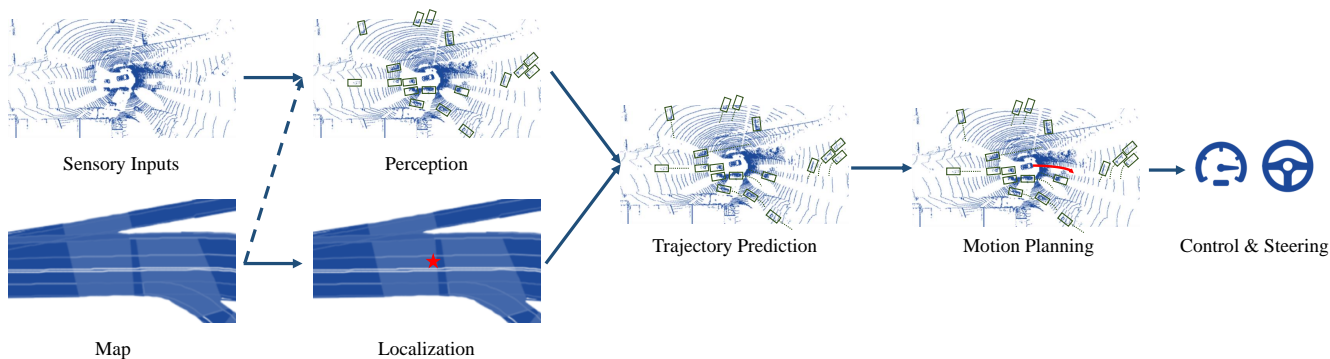 Sensory Inputs
Perception
Trajectory Prediction
Motion Planning
Control & Steering
Map
Localization